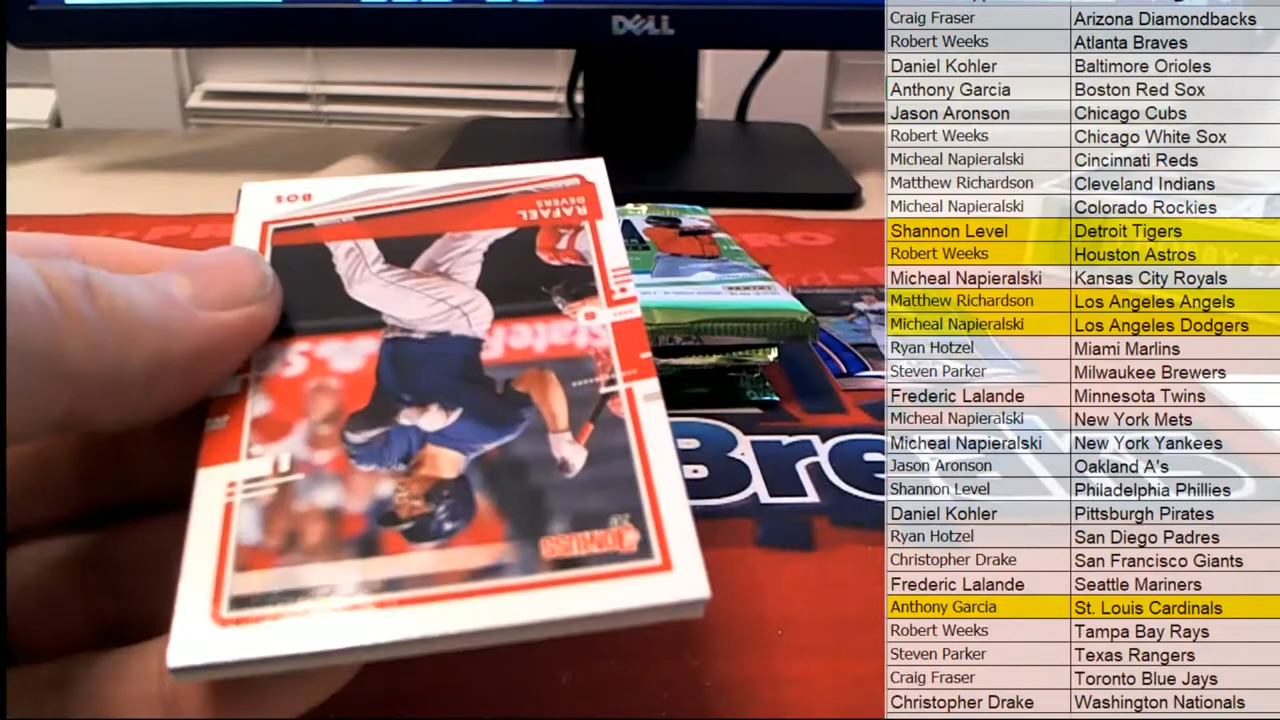 DELL
BOS
RAFAEL
DEVERS
DONRUSS
Bre
Craig Fraser Arizona Diamondbacks
Robert Weeks Atlanta Braves
Daniel Kohler Baltimore Orioles
Anthony Garcia Boston Red Sox
Jason Aronson Chicago Cubs
Robert Weeks Chicago White Sox
Micheal Napieralski Cincinnati Reds
Matthew Richardson Cleveland Indians
Micheal Napieralski Colorado Rockies
Shannon Level Detroit Tigers
Robert Weeks Houston Astros
Micheal Napieralski Kansas City Royals
Matthew Richardson Los Angeles Angels
Micheal Napieralski Los Angeles Dodgers
Ryan Hotzel Miami Marlins
Steven Parker Milwaukee Brewers
Frederic Lalande Minnesota Twins
Micheal Napieralski New York Mets
Micheal Napieralski New York Yankees
Jason Aronson Oakland A's
Shannon Level Philadelphia Phillies
Daniel Kohler Pittsburgh Pirates
Ryan Hotzel San Diego Padres
Christopher Drake San Francisco Giants
Frederic Lalande Seattle Mariners
Anthony Garcia St. Louis Cardinals
Robert Weeks Tampa Bay Rays
Steven Parker Texas Rangers
Craig Fraser Toronto Blue Jays
Christopher Drake Washington Nationals